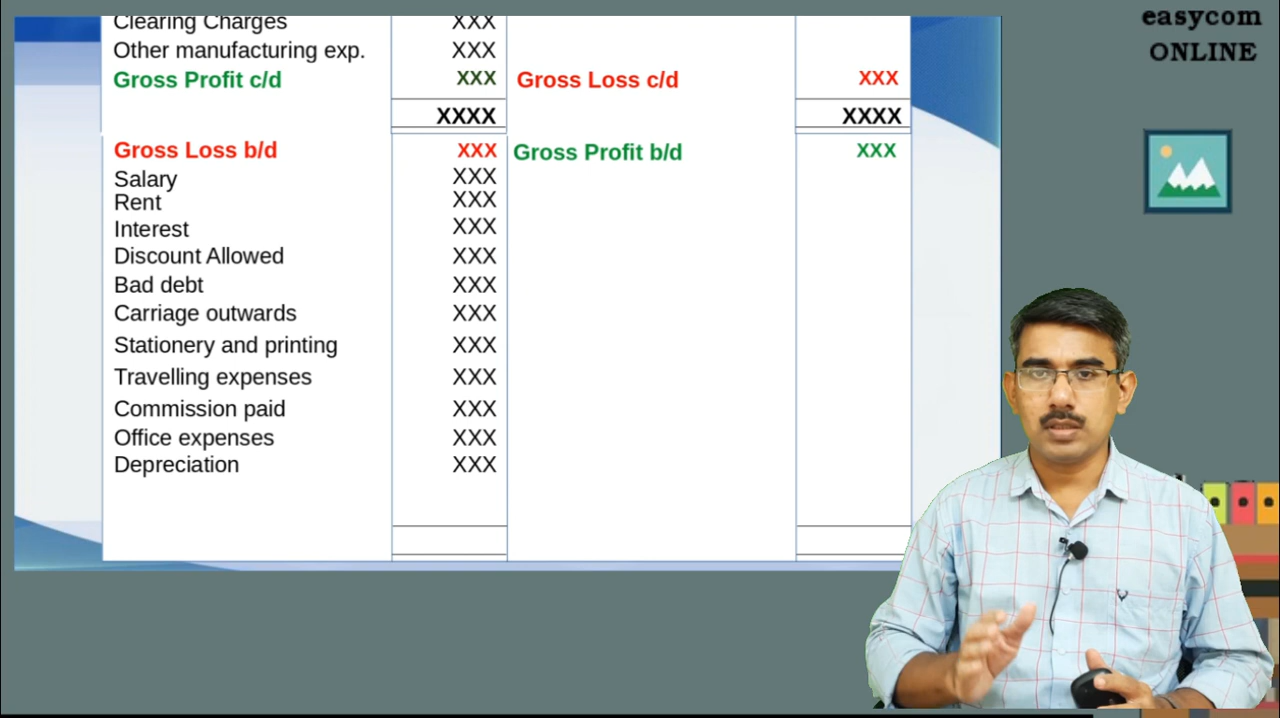 easycom
ONLINE
Clearing Charges XXX
Other manufacturing exp. XXX
Gross Profit c/d XXX Gross Loss c/d XXX
XXXX XXXX
Gross Loss b/d XXX Gross Profit b/d XXX
Salary XXX
Rent XXX
Interest XXX
Discount Allowed XXX
Bad debt XXX
Carriage outwards XXX
Stationery and printing XXX
Travelling expenses XXX
Commission paid XXX
Office expenses XXX
Depreciation XXX